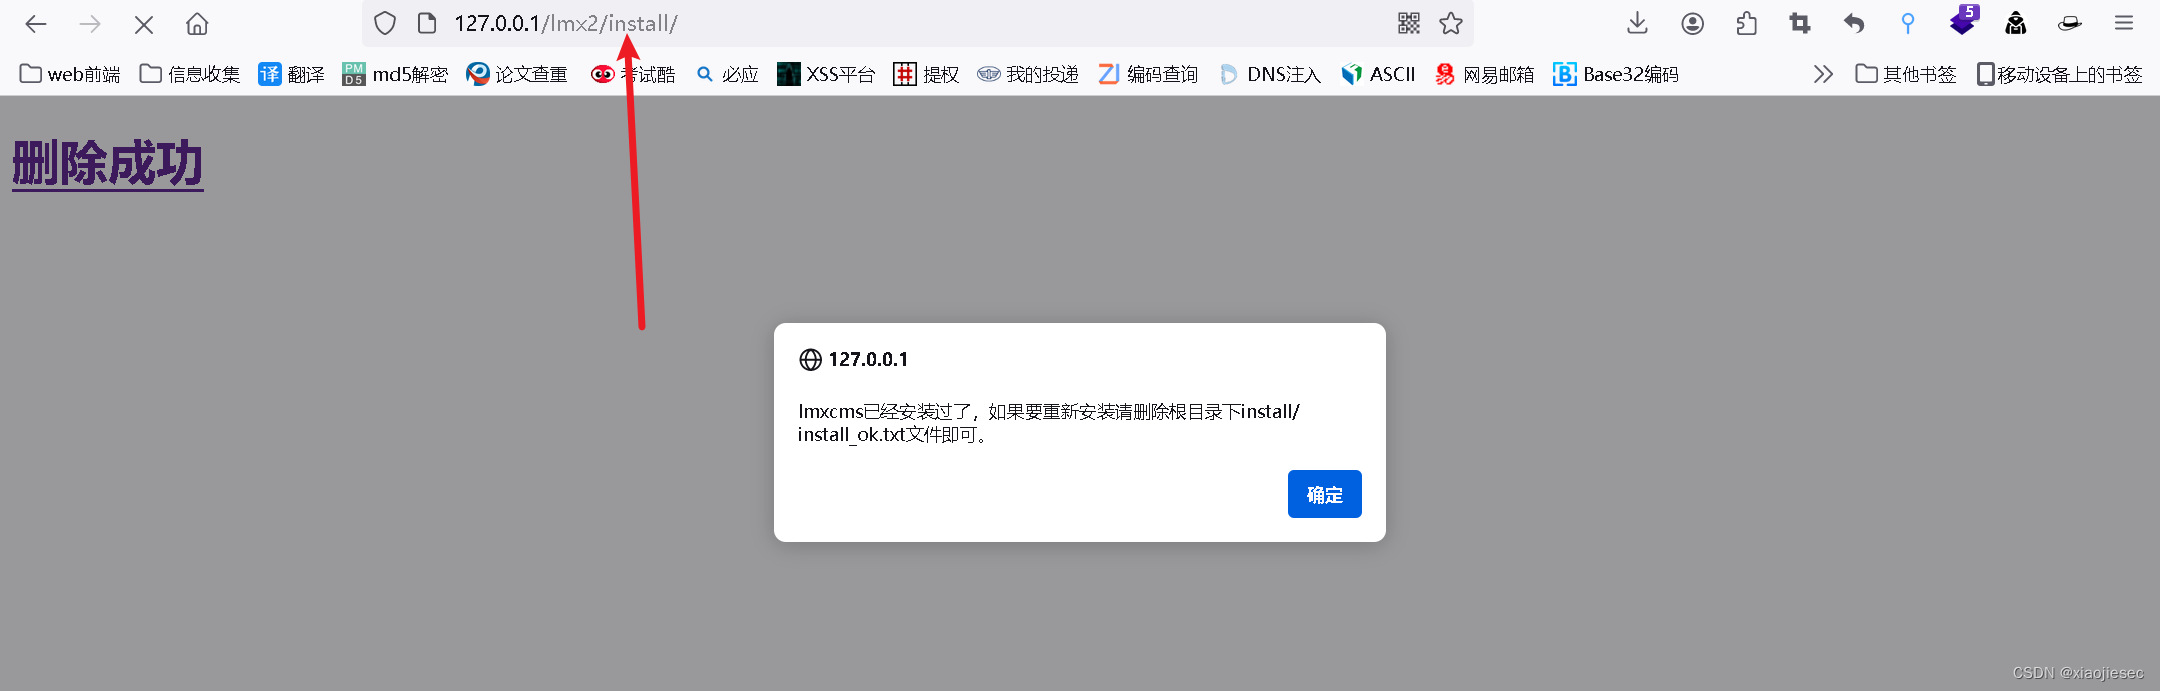 127.0.0.1/lmx2/install/
5
web前端 信息收集 译 翻译 PM D5 md5解密 论文查重 考试酷 必应 XSS平台 提权 我的投递 编码查询 DNS注入 ASCII 网易邮箱 Base32编码 其他书签 移动设备上的书签
删除成功
127.0.0.1
lmxcms已经安装过了，如果要重新安装请删除根目录下install/
install_ok.txt文件即可。
确定
CSDN @xiaojiesec